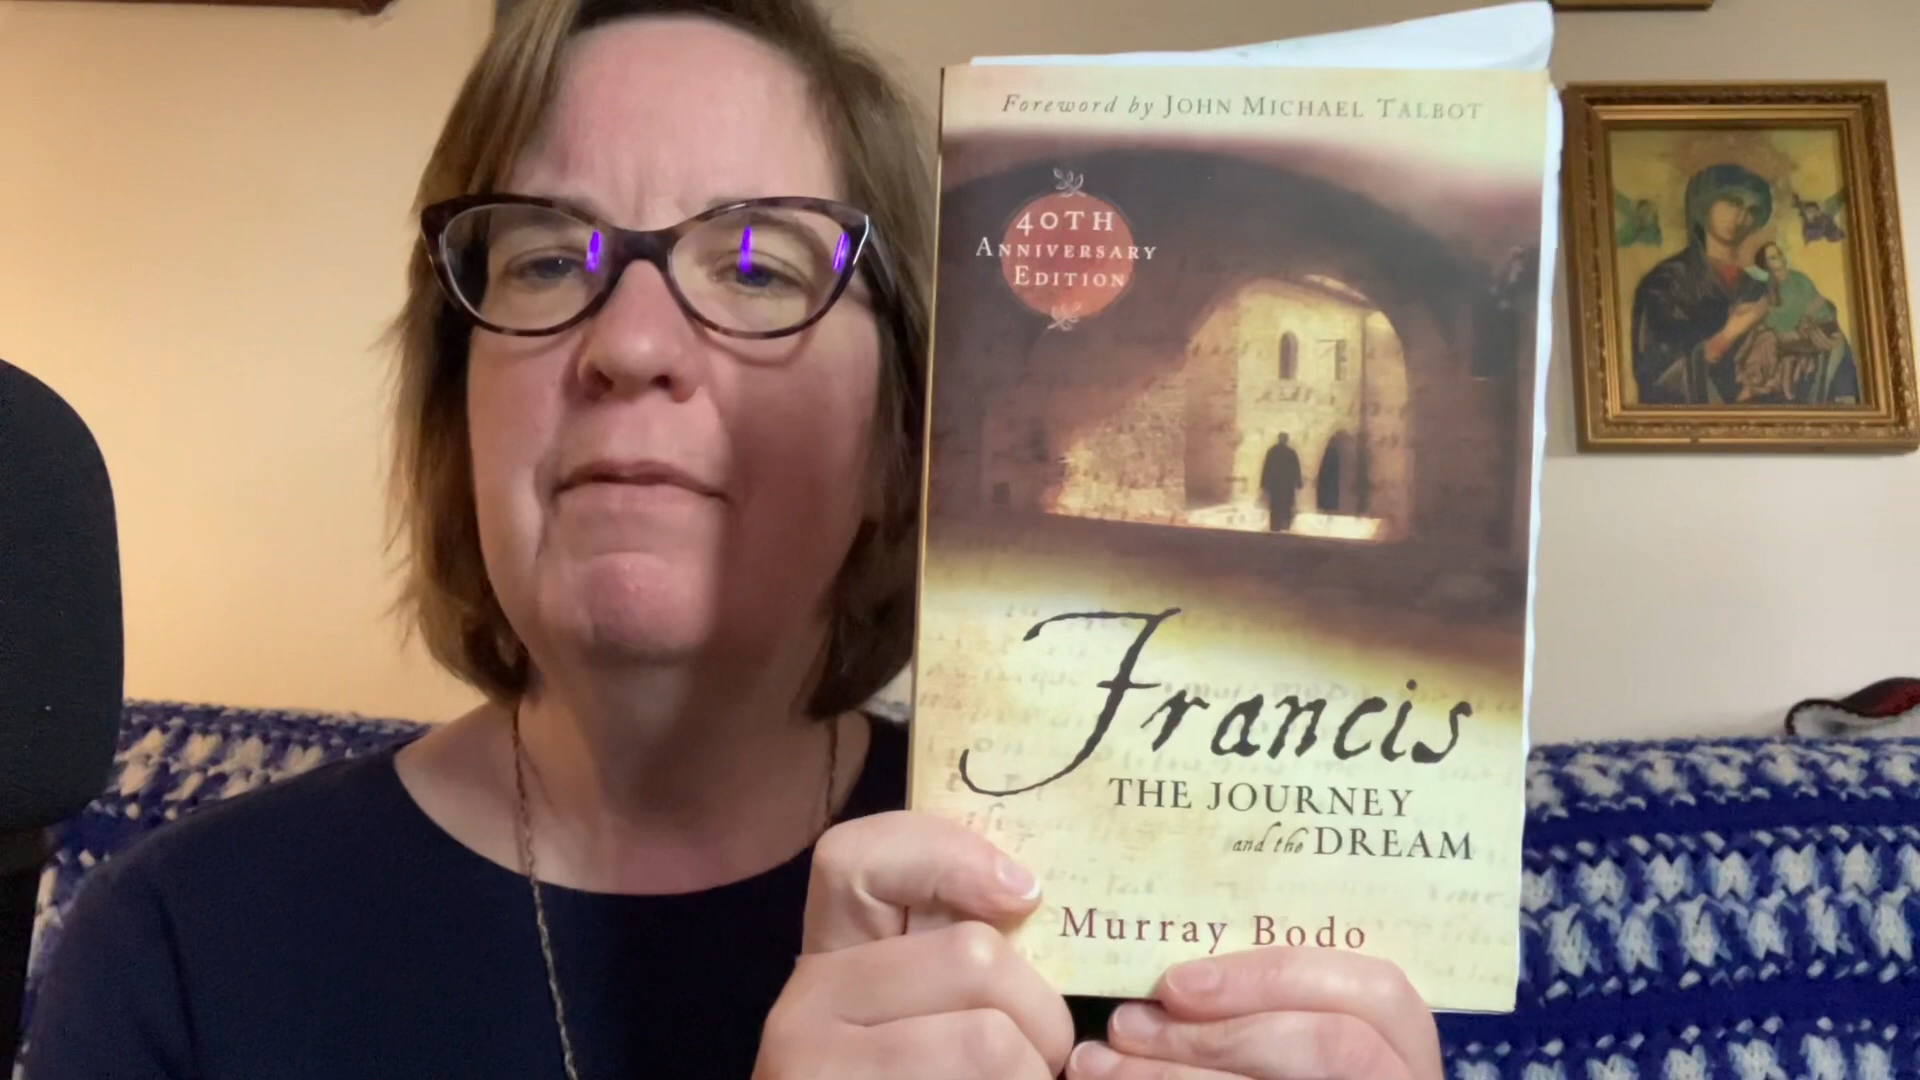 Foreword by JOHN MICHAEL TALBOT
40TH
ANNIVERSARY
EDITION
Francis
THE JOURNEY
and the DREAM
Murray Bodo